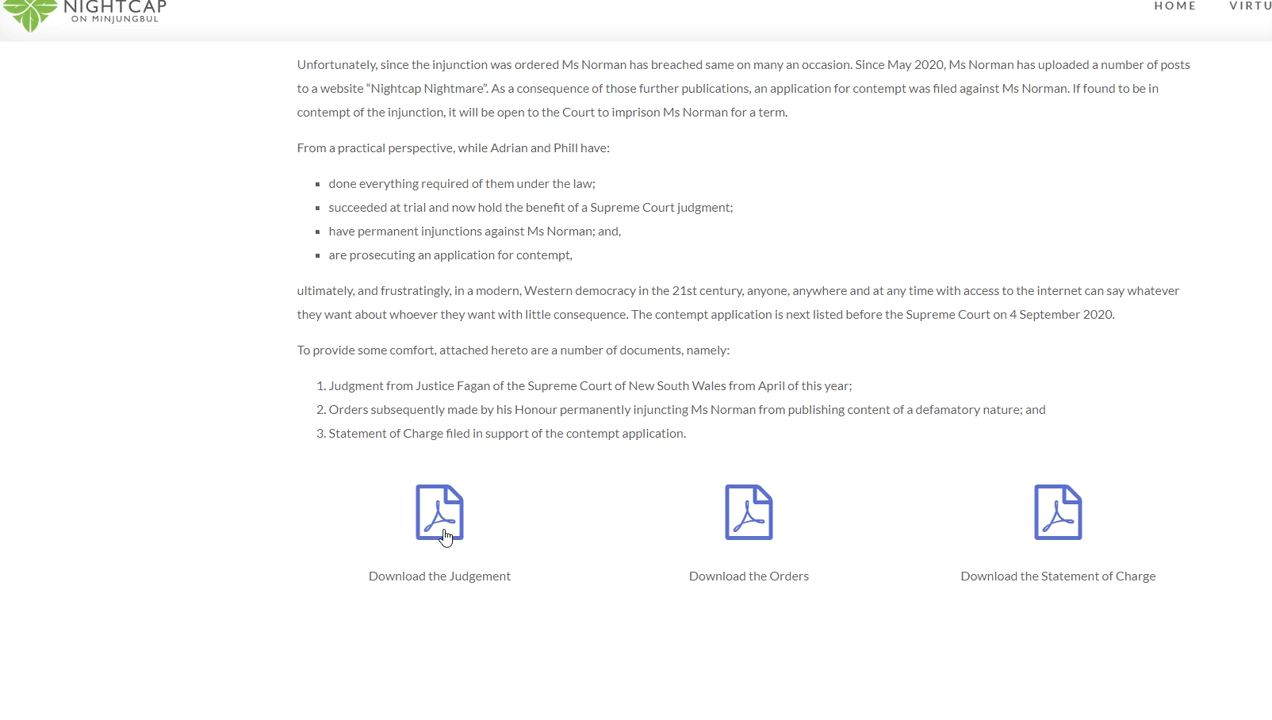 NIGHTCAP
ON MINJUNGBUL
HOME VIRTU
Unfortunately, since the injunction was ordered Ms Norman has breached same on many an occasion. Since May 2020, Ms Norman has uploaded a number of posts
to a website “Nightcap Nightmare”. As a consequence of those further publications, an application for contempt was filed against Ms Norman. If found to be in
contempt of the injunction, it will be open to the Court to imprison Ms Norman for a term.
From a practical perspective, while Adrian and Phill have:
▪ done everything required of them under the law;
▪ succeeded at trial and now hold the benefit of a Supreme Court judgment;
▪ have permanent injunctions against Ms Norman; and,
▪ are prosecuting an application for contempt,
ultimately, and frustratingly, in a modern, Western democracy in the 21st century, anyone, anywhere and at any time with access to the internet can say whatever
they want about whoever they want with little consequence. The contempt application is next listed before the Supreme Court on 4 September 2020.
To provide some comfort, attached hereto are a number of documents, namely:
1. Judgment from Justice Fagan of the Supreme Court of New South Wales from April of this year;
2. Orders subsequently made by his Honour permanently injuncting Ms Norman from publishing content of a defamatory nature; and
3. Statement of Charge filed in support of the contempt application.
Download the Judgement
Download the Orders
Download the Statement of Charge